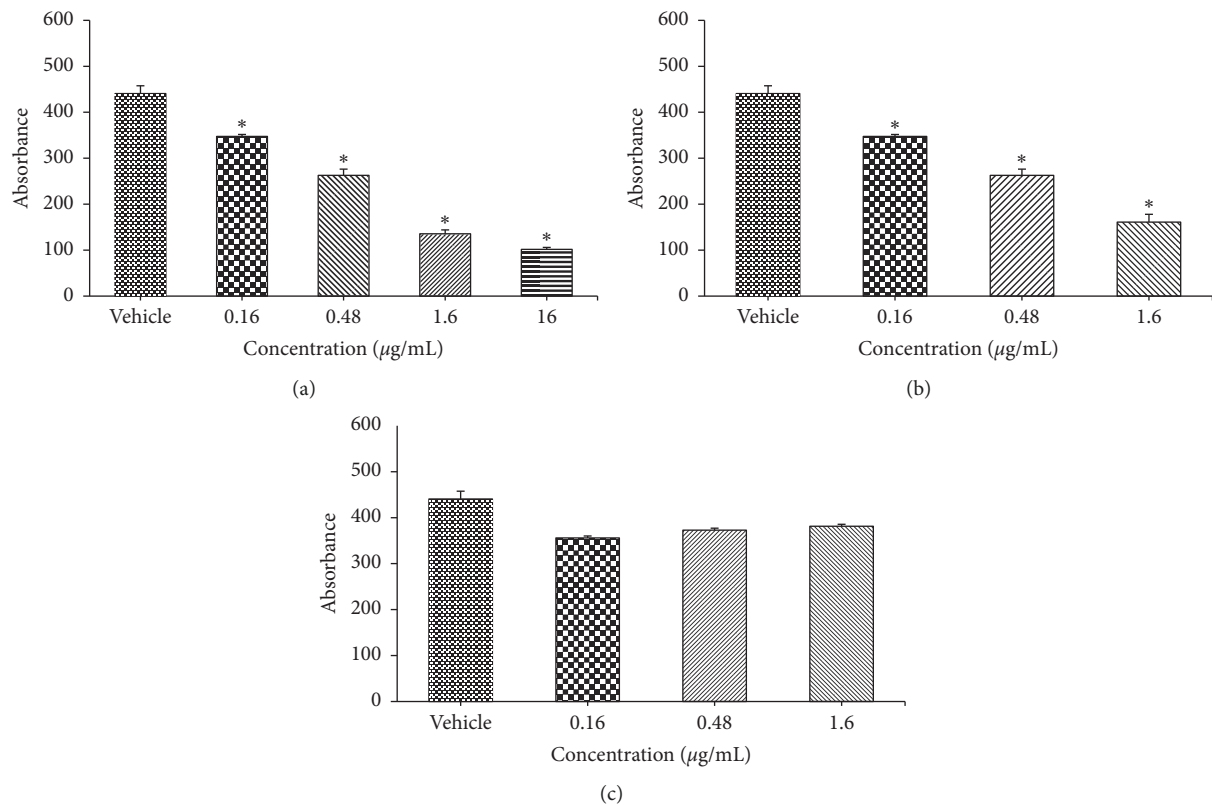 600
500
400
300
200
100
0
Absorbance
*
*
*
*
Vehicle 0.16 0.48 1.6 16
Concentration (µg/mL)
(a)
600
500
400
300
200
100
0
Absorbance
*
*
*
Vehicle 0.16 0.48 1.6
Concentration (µg/mL)
(b)
600
500
400
300
200
100
0
Absorbance
Vehicle 0.16 0.48 1.6
Concentration (µg/mL)
(c)